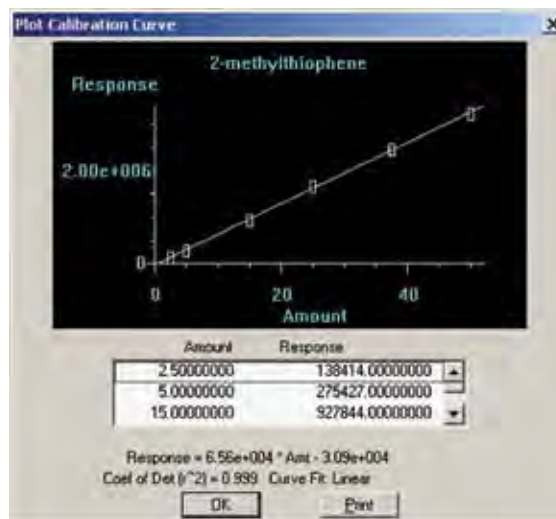 Plot Calibration Curve
2-methylthiophene
Response
2.00e+006
0
0 20 40
Amount
Amount Response
2.50000000 138414.00000000
5.00000000 275427.00000000
15.00000000 927844.00000000
Response = 6.56e+004 * Amt - 3.09e+004
Coef of Det (r^2) = 0.999 Curve Fit: Linear
OK Print